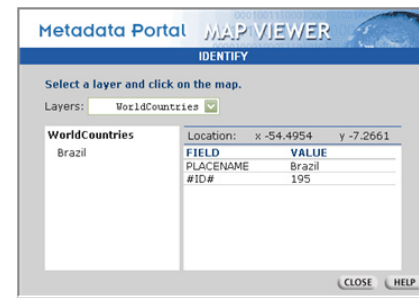 Metadata Portal MAP VIEWER
IDENTIFY
Select a layer and click on the map.
Layers: WorldCountries
WorldCountries
Brazil
Location: x -54.4954 y -7.2661
FIELD VALUE
PLACENAME Brazil
#ID# 195
CLOSE HELP